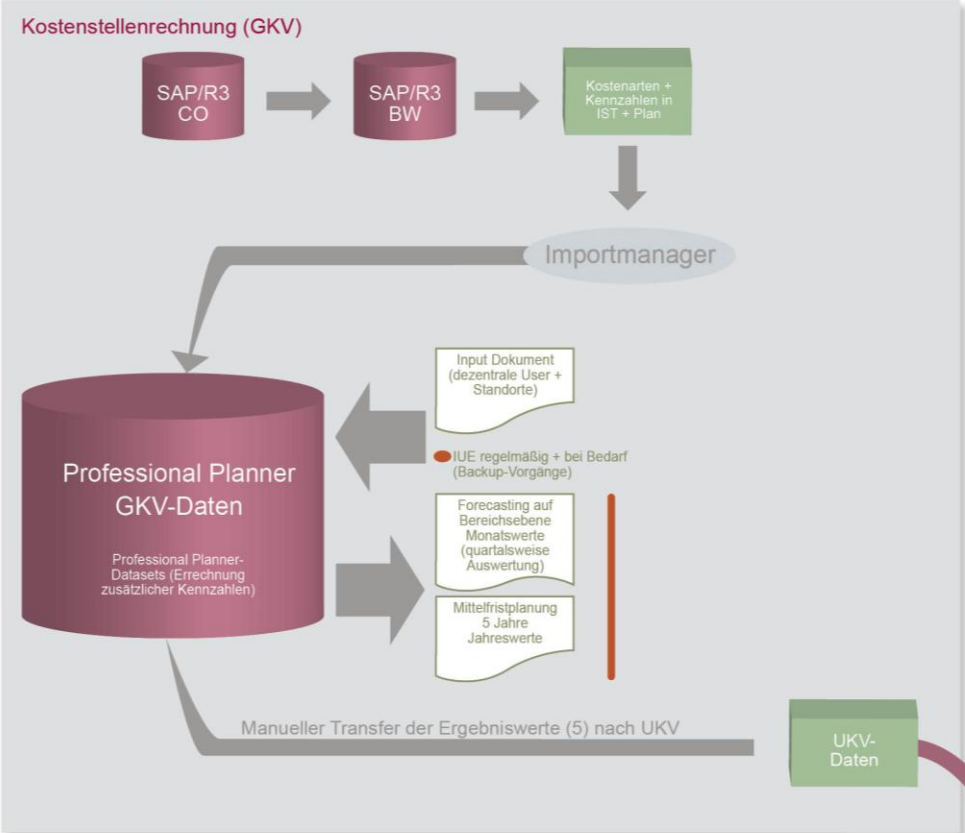 Kostenstellenrechnung (GKV)
SAP/R3
CO
SAP/R3
BW
Kostenarten +
Kennzahlen in
IST + Plan
Importmanager
Input Dokument
(dezentrale User +
Standorte)
IUE regelmäßig + bei Bedarf
(Backup-Vorgänge)
Professional Planner
GKV-Daten
Professional Planner-
Datasets (Errechnung
zusätzlicher Kennzahlen)
Forecasting auf
Bereichsebene
Monatswerte
(quartalsweise
Auswertung)
Mittelfristplanung
5 Jahre
Jahreswerte
Manueller Transfer der Ergebniswerte (5) nach UKV
UKV-
Daten